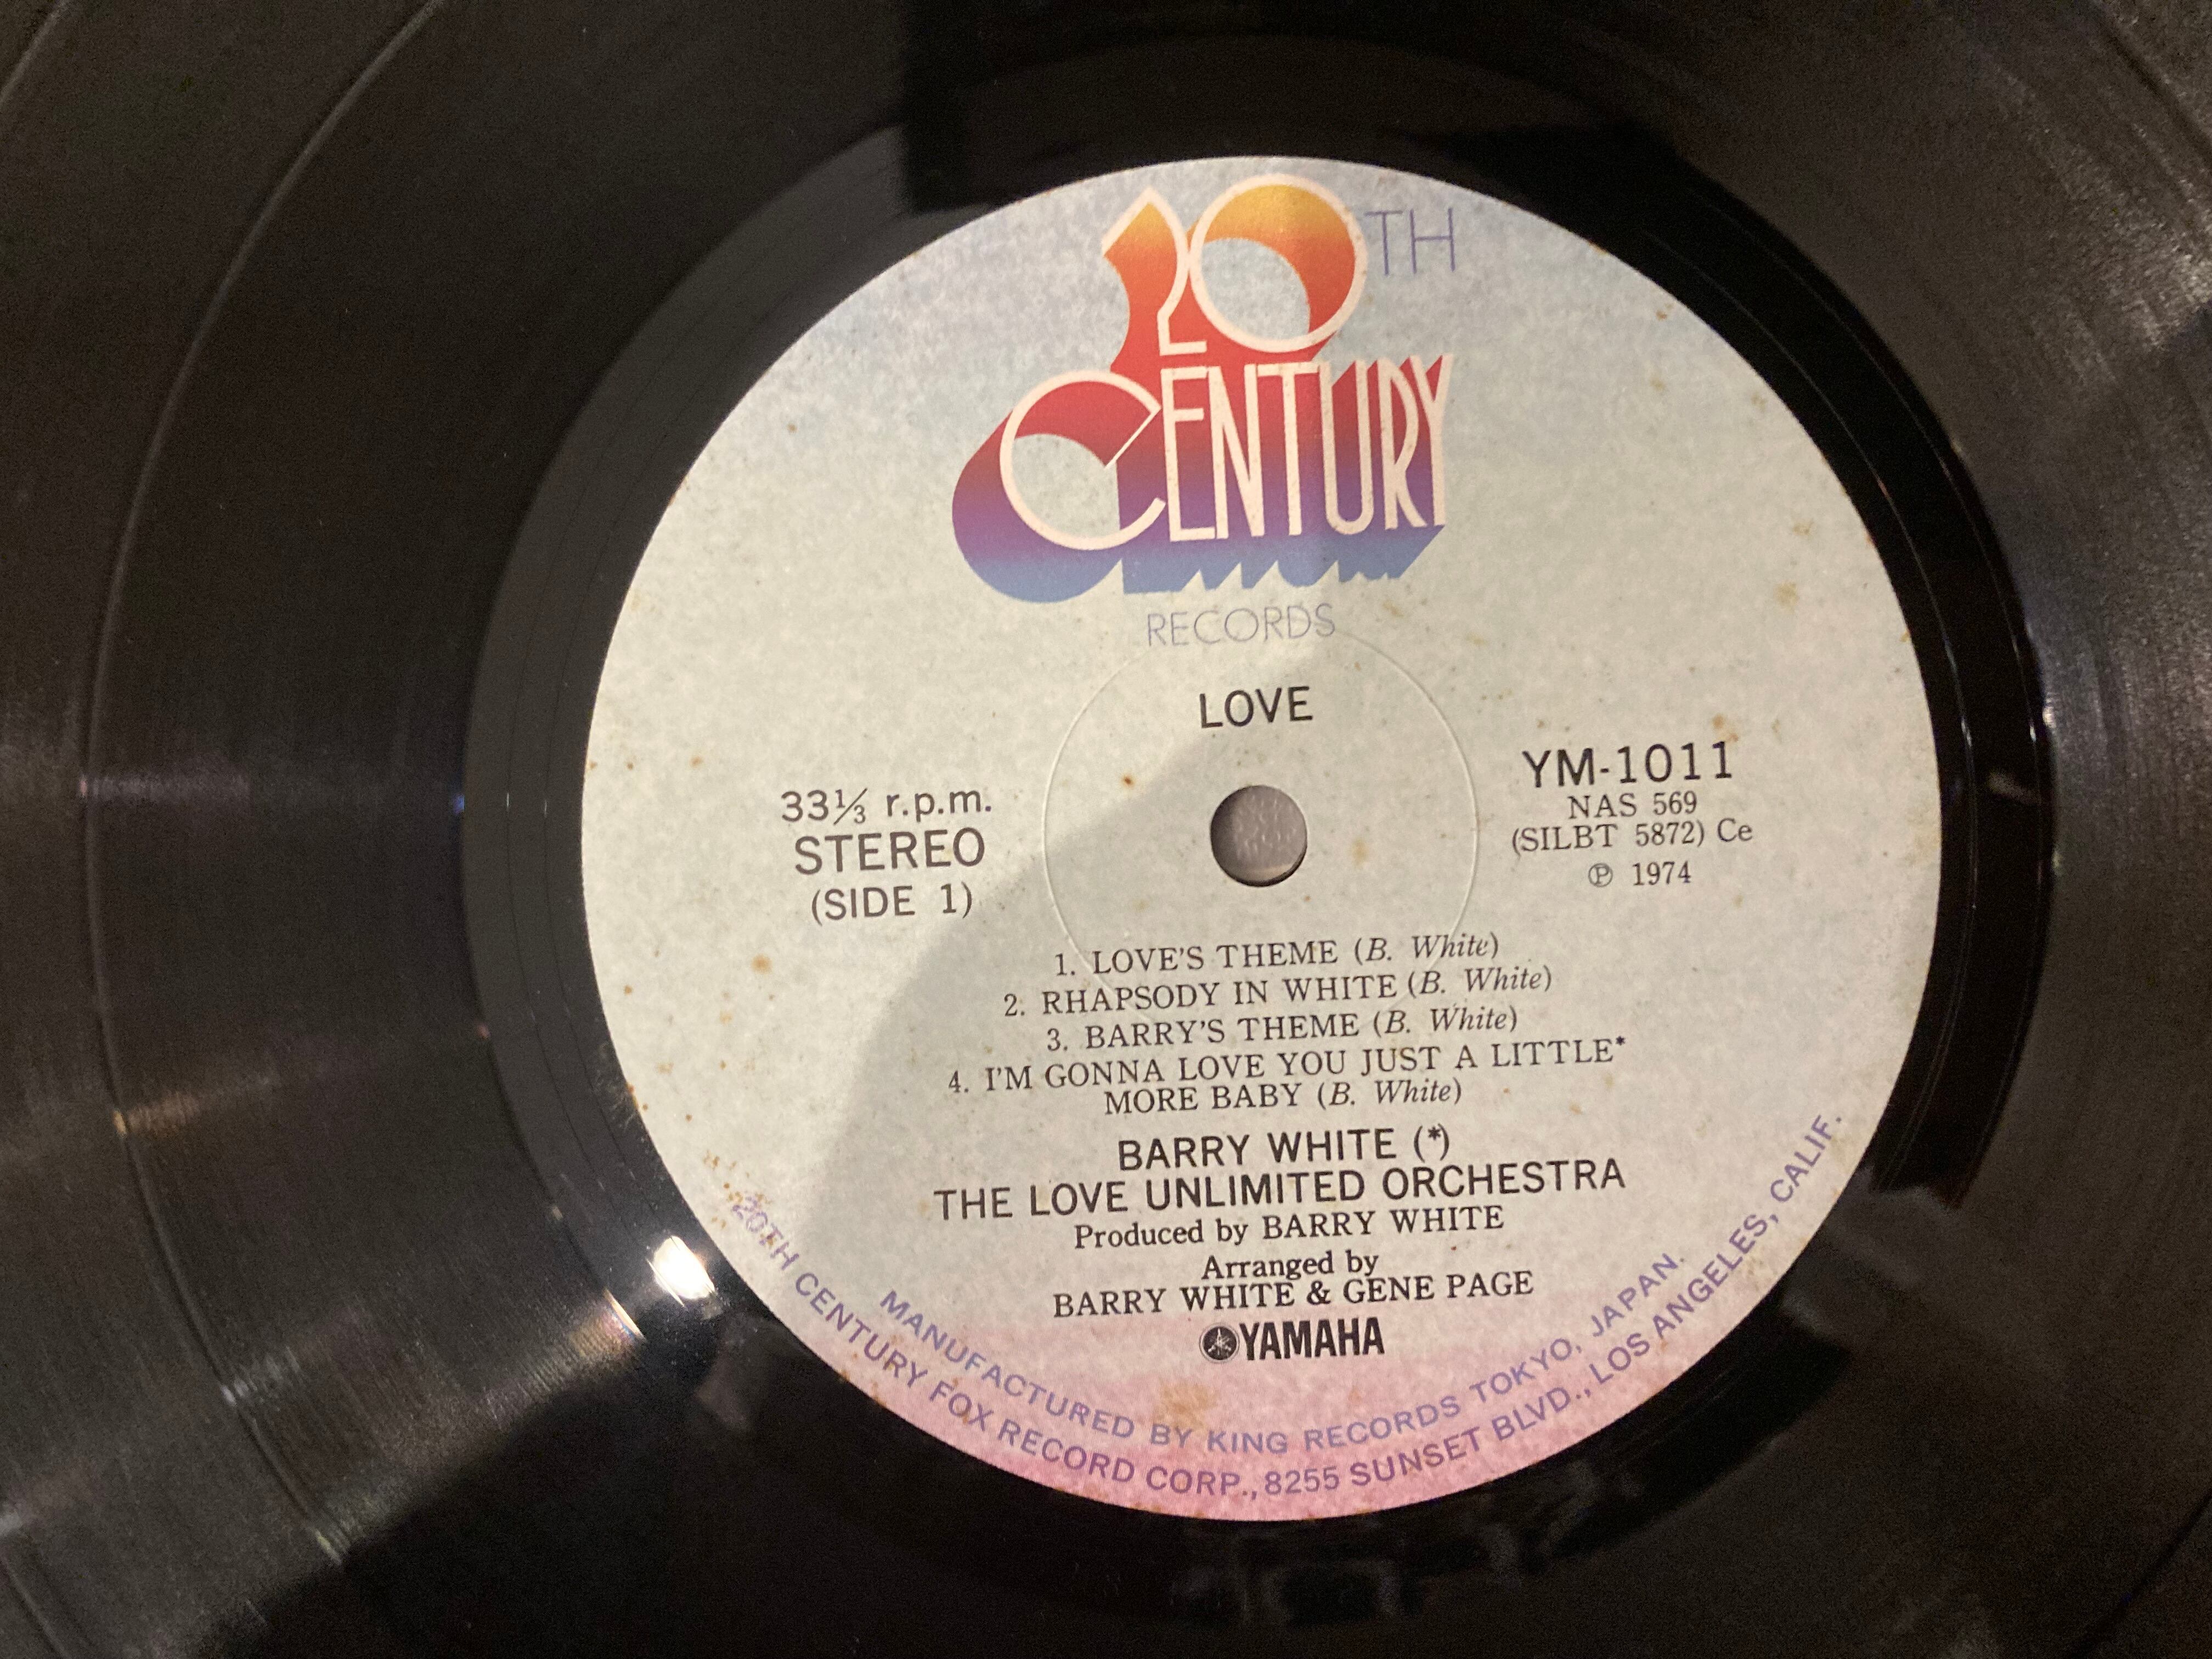 20TH
CENTURY
RECORDS
LOVE
33⅓ r.p.m.
STEREO
(SIDE 1)
YM-1011
NAS 569
(SILBT 5872) Ce
℗ 1974
1. LOVE'S THEME (B. White)
2. RHAPSODY IN WHITE (B. White)
3. BARRY'S THEME (B. White)
4. I'M GONNA LOVE YOU JUST A LITTLE*
MORE BABY (B. White)
BARRY WHITE (*)
THE LOVE UNLIMITED ORCHESTRA
Produced by BARRY WHITE
Arranged by
BARRY WHITE & GENE PAGE
YAMAHA
MANUFACTURED BY KING RECORDS TOKYO, JAPAN.
20TH CENTURY FOX RECORD CORP., 8255 SUNSET BLVD., LOS ANGELES, CALIF.